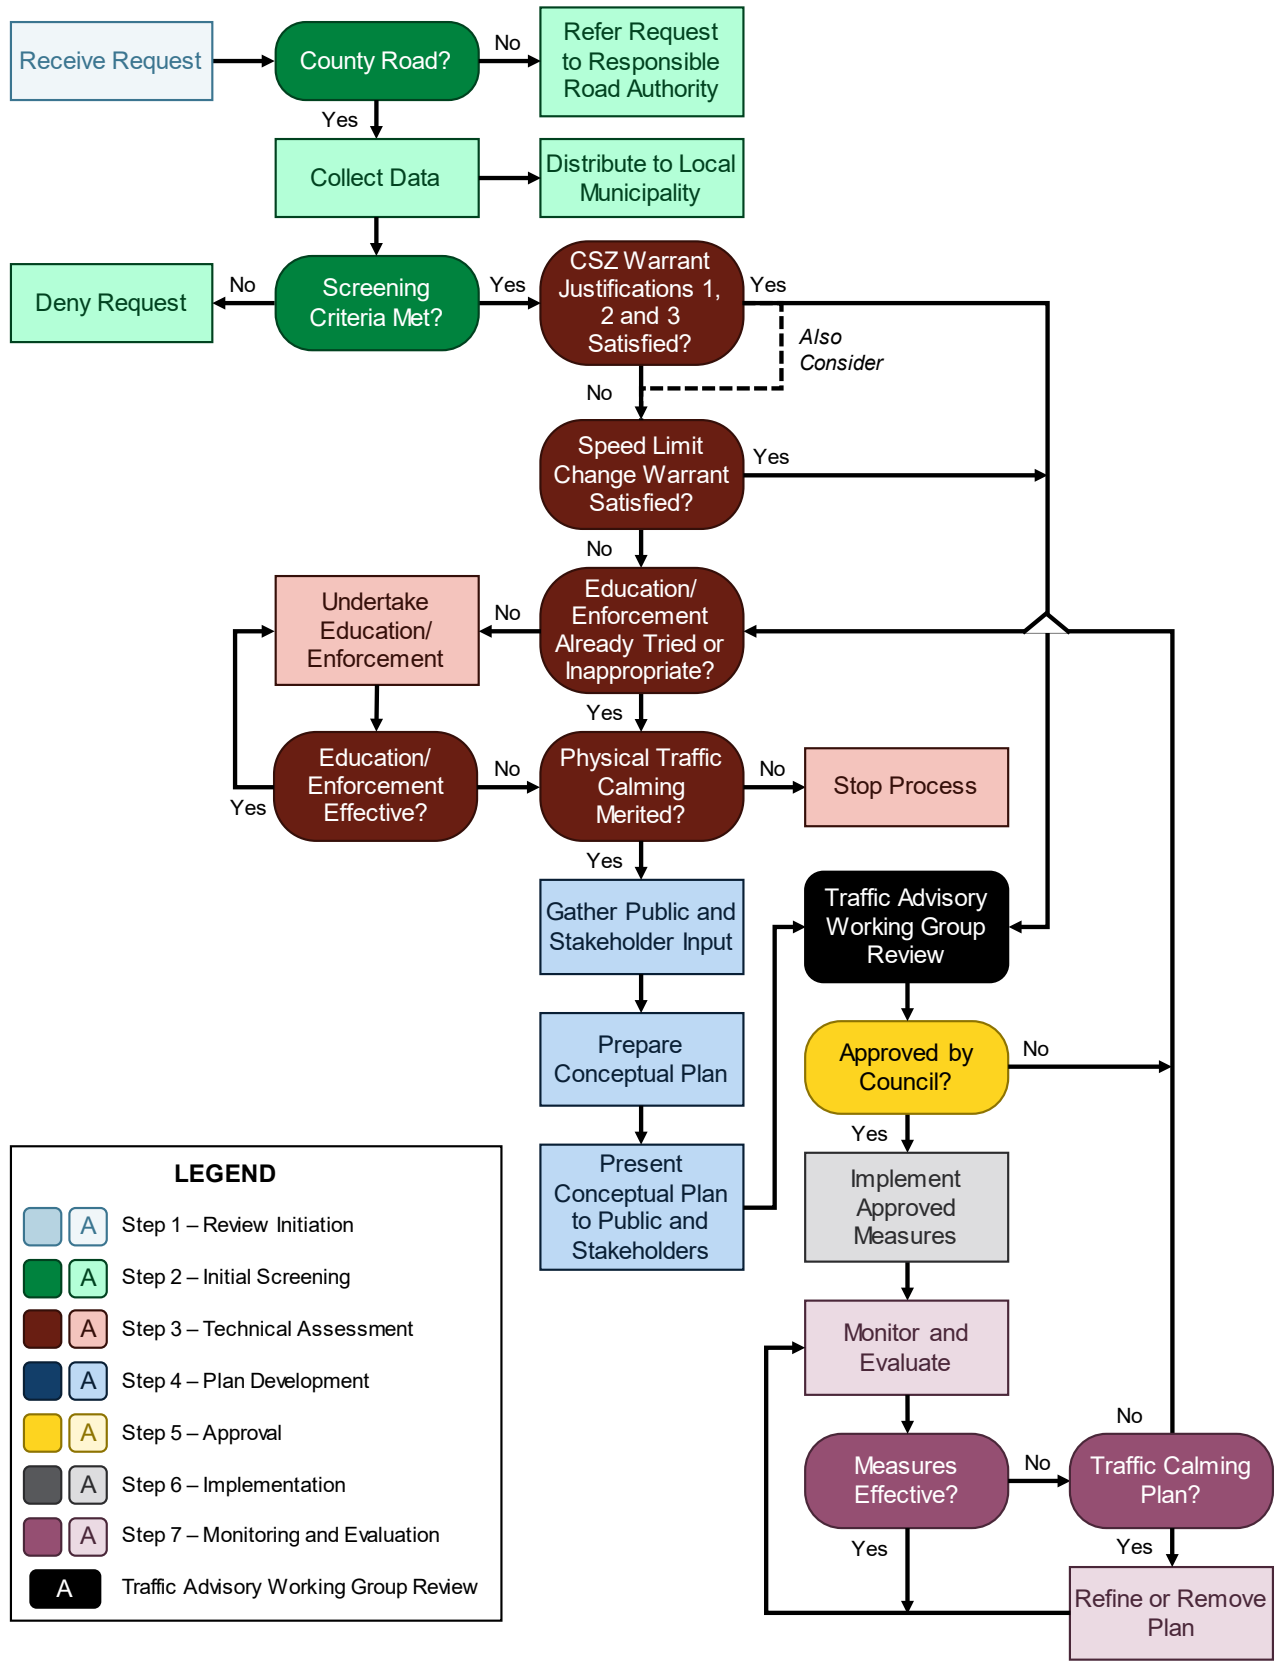 Receive Request
County Road?
No
Refer Request
to Responsible
Road Authority
Yes
Collect Data
Distribute to Local
Municipality
Deny Request
No
Screening
Criteria Met?
Yes
CSZ Warrant
Justifications 1,
2 and 3
Satisfied?
Yes
Also
Consider
No
Speed Limit
Change Warrant
Satisfied?
Yes
No
Undertake
Education/
Enforcement
No
Education/
Enforcement
Already Tried or
Inappropriate?
Yes
Education/
Enforcement
Effective?
Yes
No
Physical Traffic
Calming
Merited?
No
Stop Process
Yes
Gather Public and
Stakeholder Input
Traffic Advisory
Working Group
Review
Prepare
Conceptual Plan
Approved by
Council?
No
Yes
Present
Conceptual Plan
to Public and
Stakeholders
Implement
Approved
Measures
Monitor and
Evaluate
No
Measures
Effective?
No
Traffic Calming
Plan?
Yes
Yes
Refine or Remove
Plan
LEGEND
A Step 1 – Review Initiation
A Step 2 – Initial Screening
A Step 3 – Technical Assessment
A Step 4 – Plan Development
A Step 5 – Approval
A Step 6 – Implementation
A Step 7 – Monitoring and Evaluation
A Traffic Advisory Working Group Review